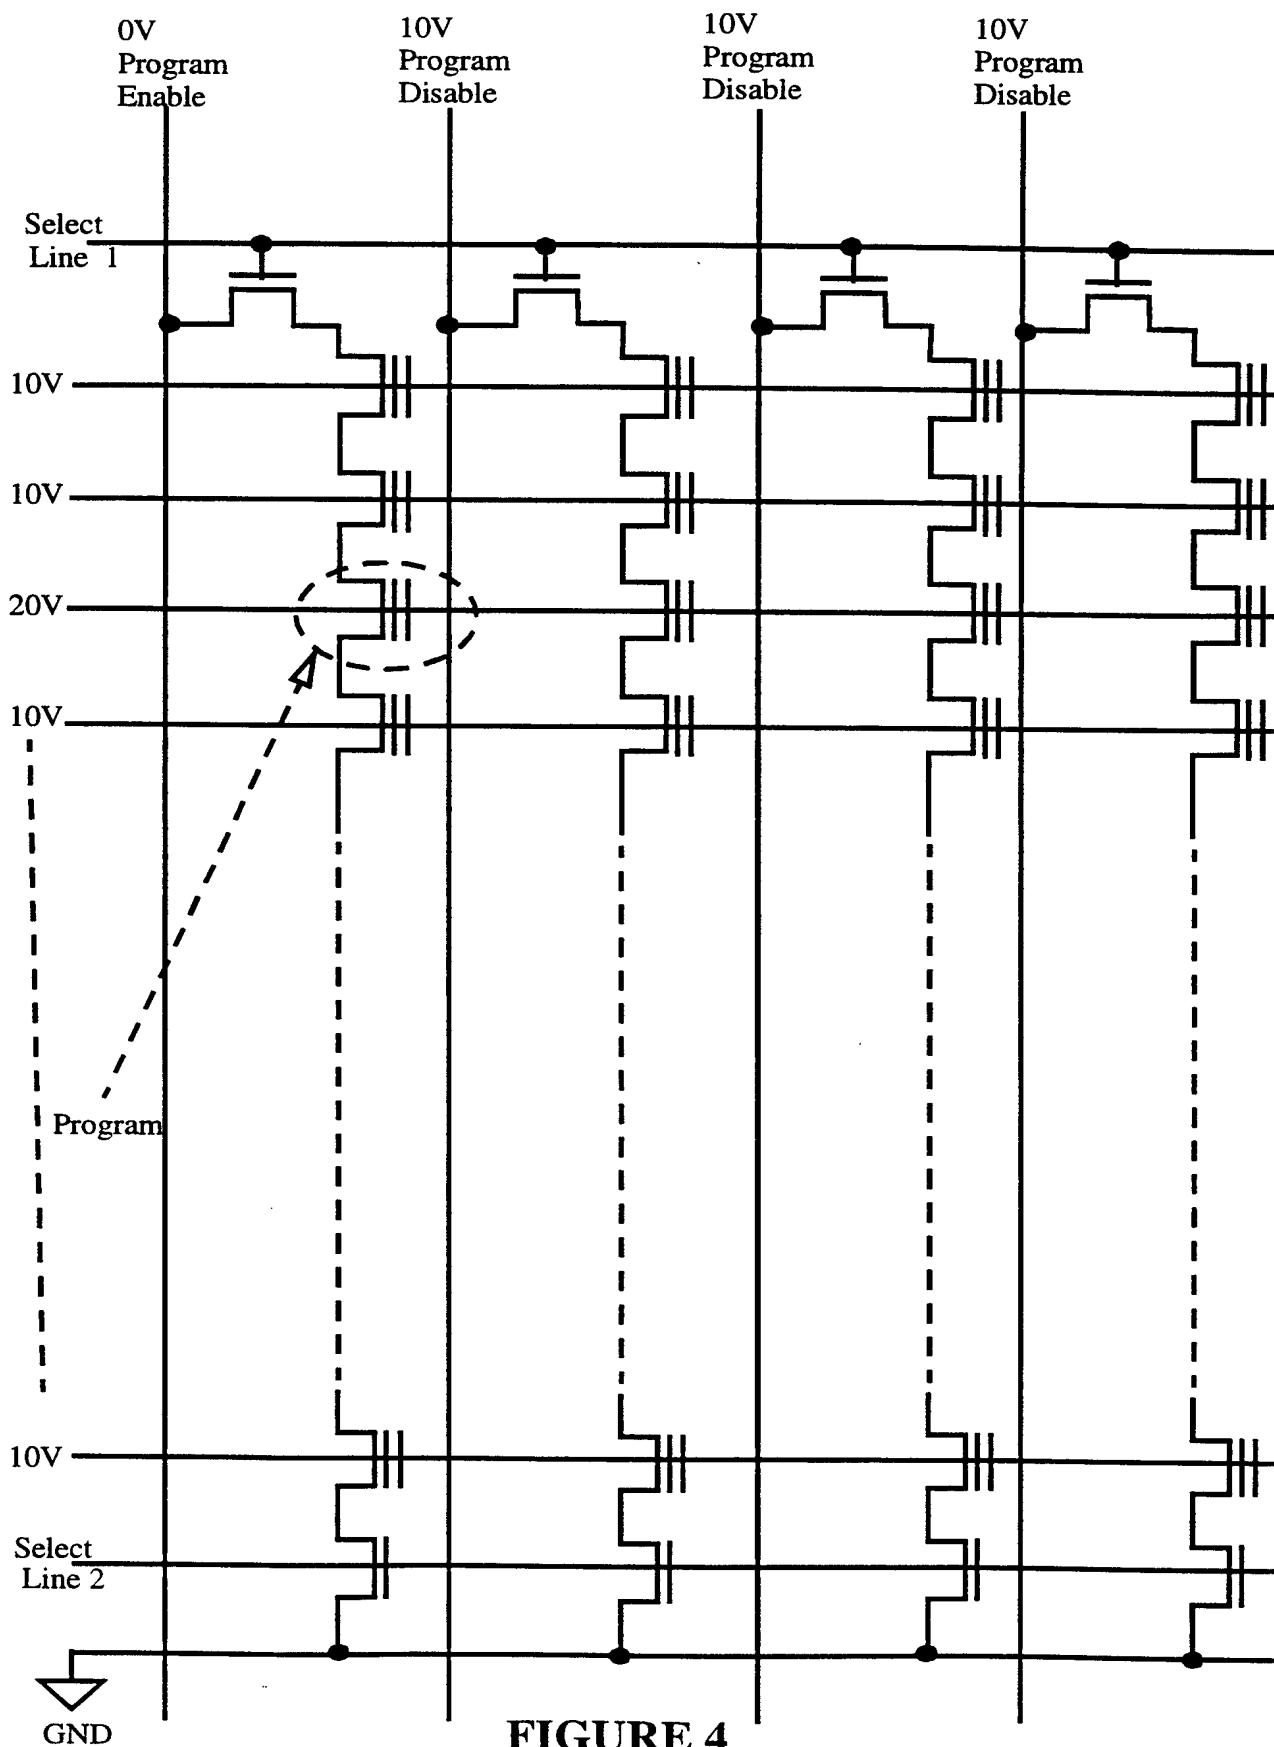 0V
Program
Enable
10V
Program
Disable
10V
Program
Disable
10V
Program
Disable
Select
Line 1
10V
10V
20V
10V
Program
10V
Select
Line 2
GND
FIGURE 4